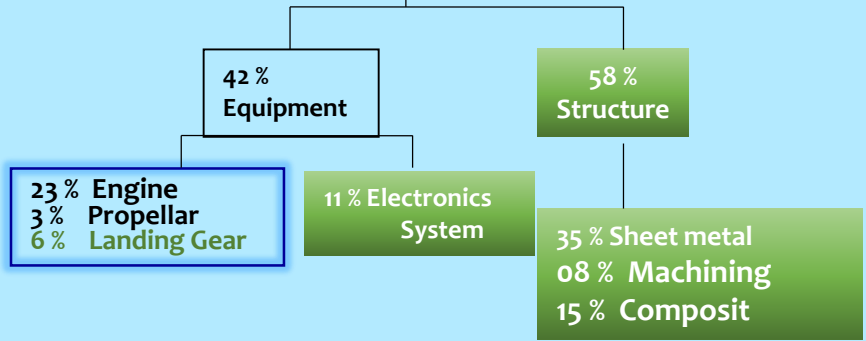 42 %
Equipment
58 %
Structure
23 % Engine
3 % Propellar
6 % Landing Gear
11 % Electronics
System
35 % Sheet metal
08 % Machining
15 % Composit